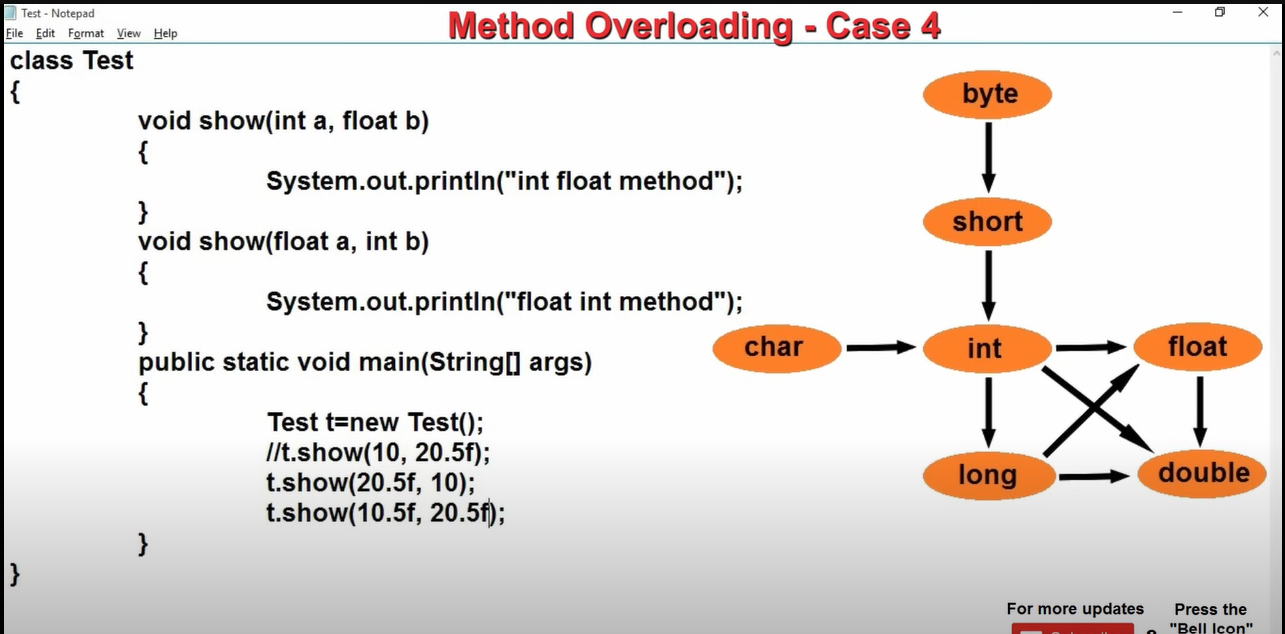 Test - Notepad
Method Overloading - Case 4
File Edit Format View Help
class Test
{
void show(int a, float b)
{
System.out.println("int float method");
}
void show(float a, int b)
{
System.out.println("float int method");
}
public static void main(String[] args)
{
Test t=new Test();
//t.show(10, 20.5f);
t.show(20.5f, 10);
t.show(10.5f, 20.5f);
}
}
byte
short
char
int
float
long
double
For more updates
Press the
"Bell Icon"
&